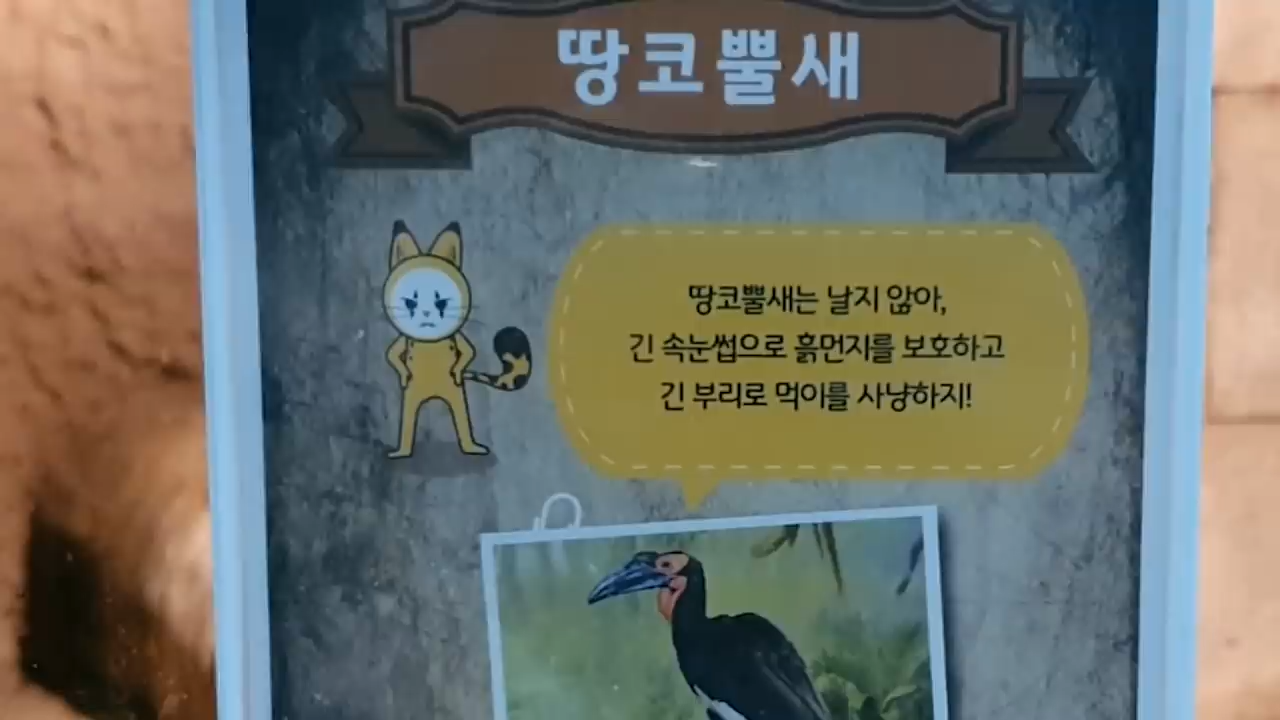 땅코뿔새
땅코뿔새는 날지 않아,
긴 속눈썹으로 흙먼지를 보호하고
긴 부리로 먹이를 사냥하지!